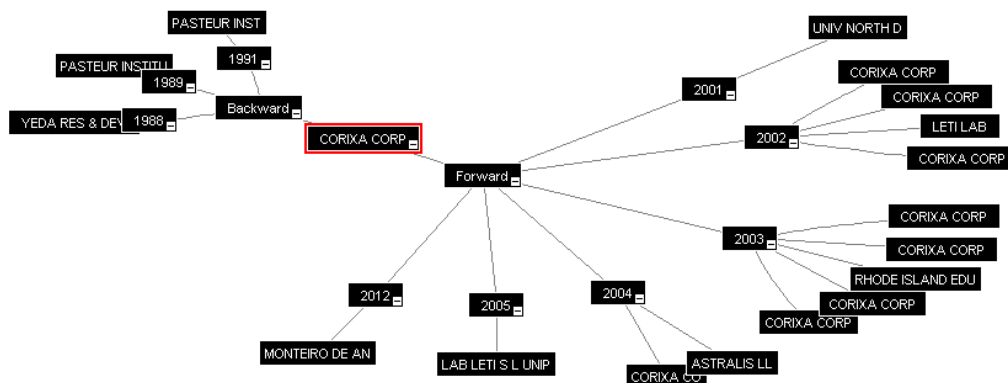 PASTEUR INST
1991
PASTEUR INSTITU
1989
Backward
YEDA RES & DEV
1988
CORIXA CORP
Forward
UNIV NORTH D
2001
CORIXA CORP
CORIXA CORP
2002
LETI LAB
CORIXA CORP
CORIXA CORP
2003
CORIXA CORP
RHODE ISLAND EDU
CORIXA CORP
CORIXA CORP
2012
MONTEIRO DE AN
2005
LAB LETI S L UNIP
2004
ASTRALIS LL
CORIXA CO